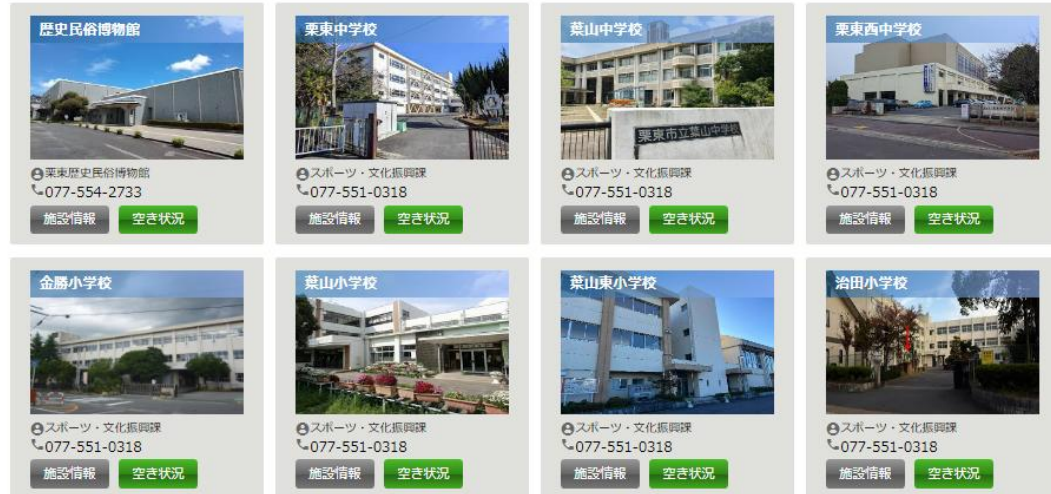 歴史民俗博物館
栗東歴史民俗博物館
077-554-2733
施設情報 空き状況
栗東中学校
スポーツ・文化振興課
077-551-0318
施設情報 空き状況
葉山中学校
栗東市立葉山中学校
スポーツ・文化振興課
077-551-0318
施設情報 空き状況
栗東西中学校
スポーツ・文化振興課
077-551-0318
施設情報 空き状況
金勝小学校
スポーツ・文化振興課
077-551-0318
施設情報 空き状況
葉山小学校
スポーツ・文化振興課
077-551-0318
施設情報 空き状況
葉山東小学校
スポーツ・文化振興課
077-551-0318
施設情報 空き状況
治田小学校
スポーツ・文化振興課
077-551-0318
施設情報 空き状況